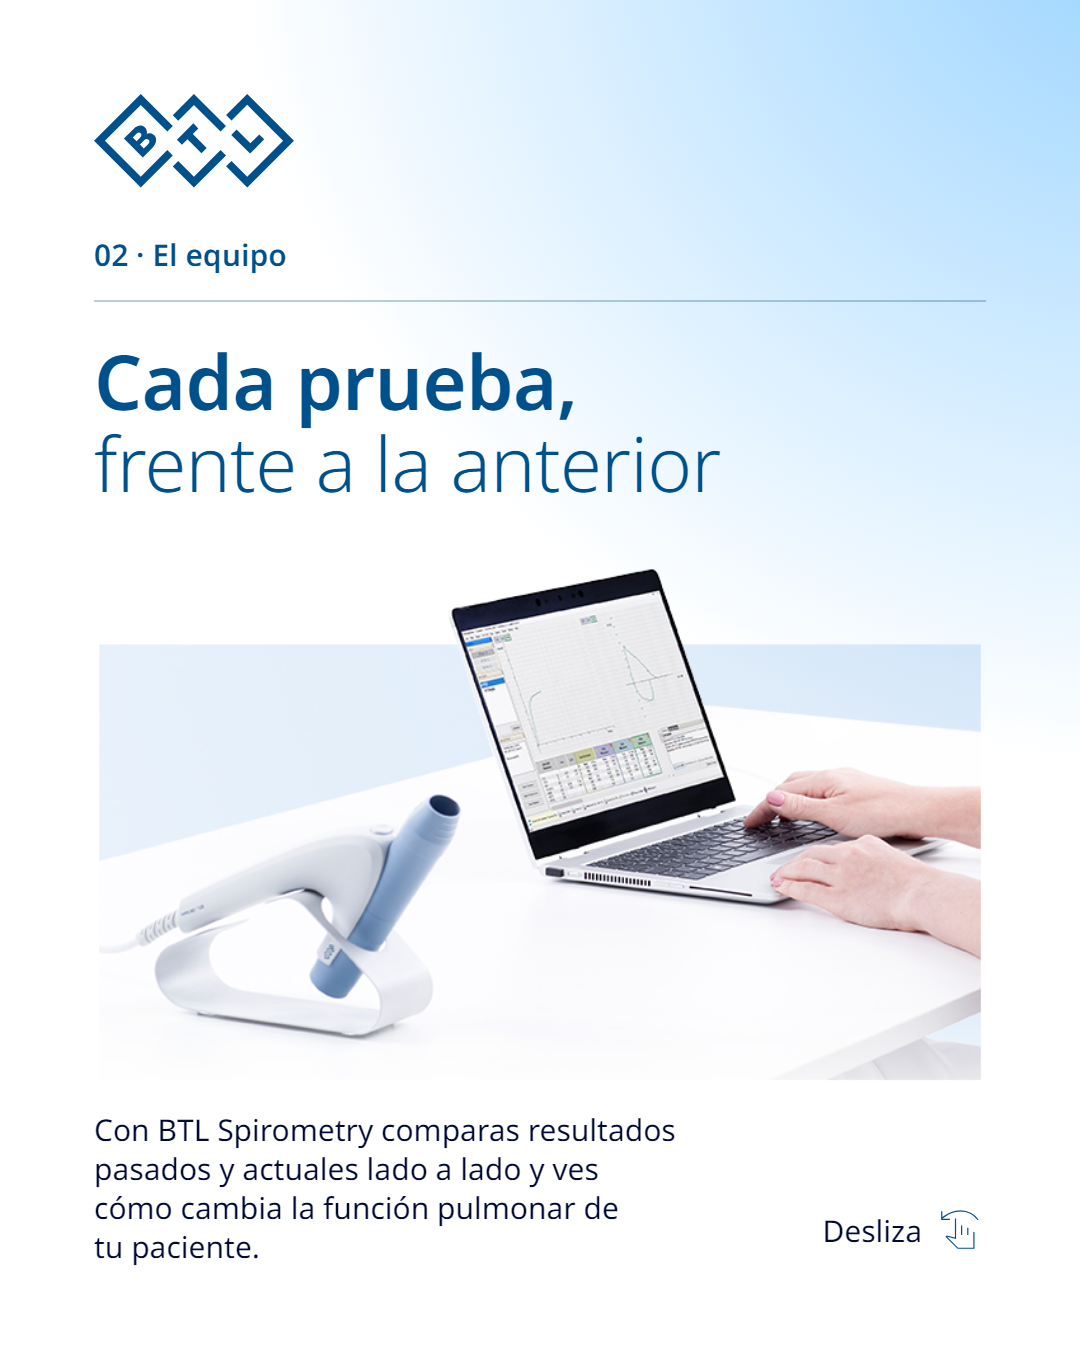 BTL
02 · El equipo
Cada prueba,
frente a la anterior
Con BTL Spirometry comparas resultados
pasados y actuales lado a lado y ves
cómo cambia la función pulmonar de
tu paciente.
Desliza